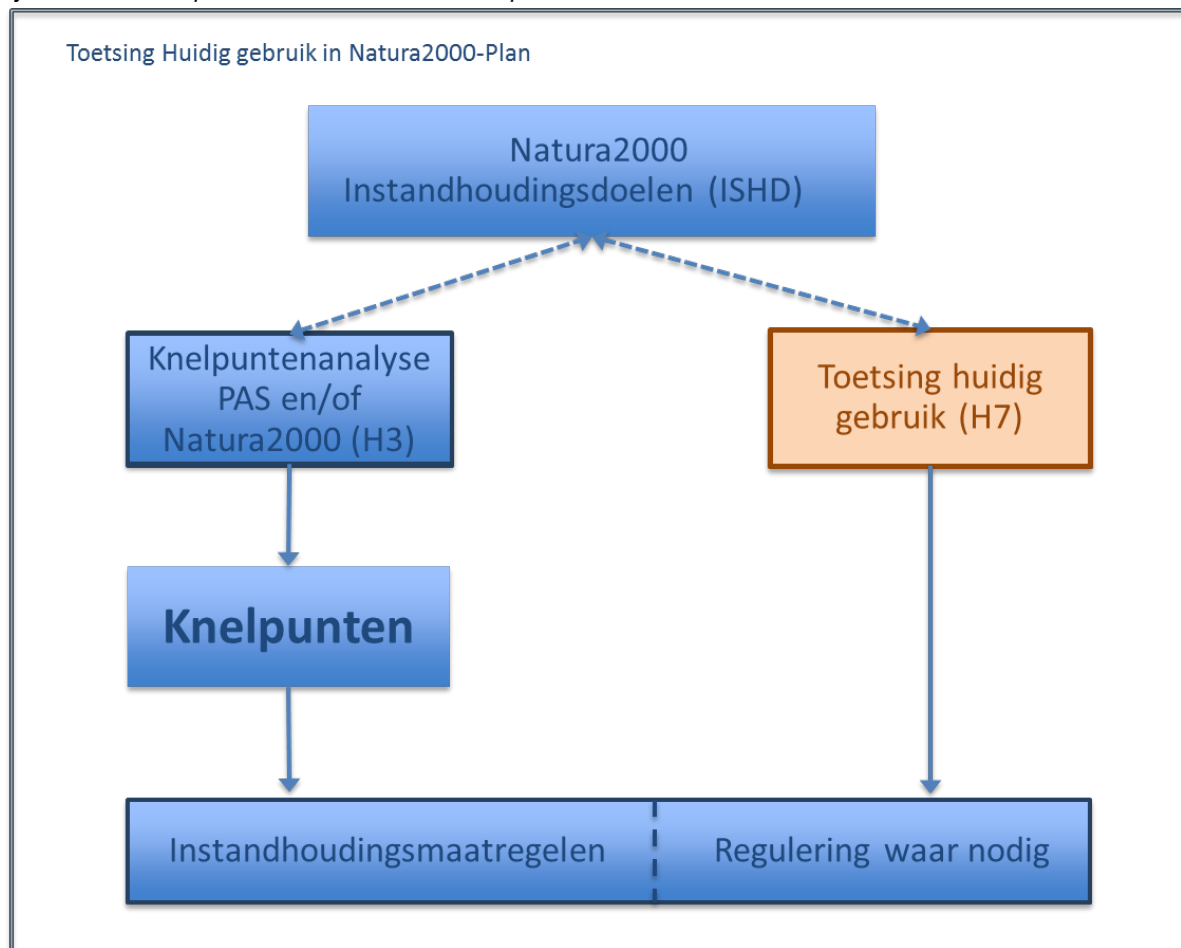 Toetsing Huidig gebruik in Natura2000-Plan
Natura2000
Instandhoudingsdoelen (ISHD)
Knelpuntenanalyse
PAS en/of
Natura2000 (H3)
Toetsing huidig
gebruik (H7)
Knelpunten
Instandhoudingsmaatregelen
Regulering waar nodig